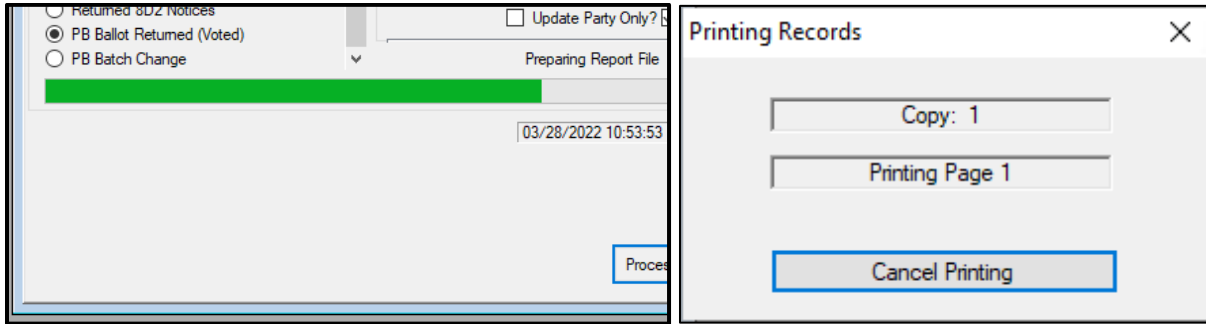 Returned 8D2 Notices
PB Ballot Returned (Voted)
PB Batch Change
Update Party Only?
Preparing Report File
03/28/2022 10:53:53
Proces
Printing Records
Copy: 1
Printing Page 1
Cancel Printing